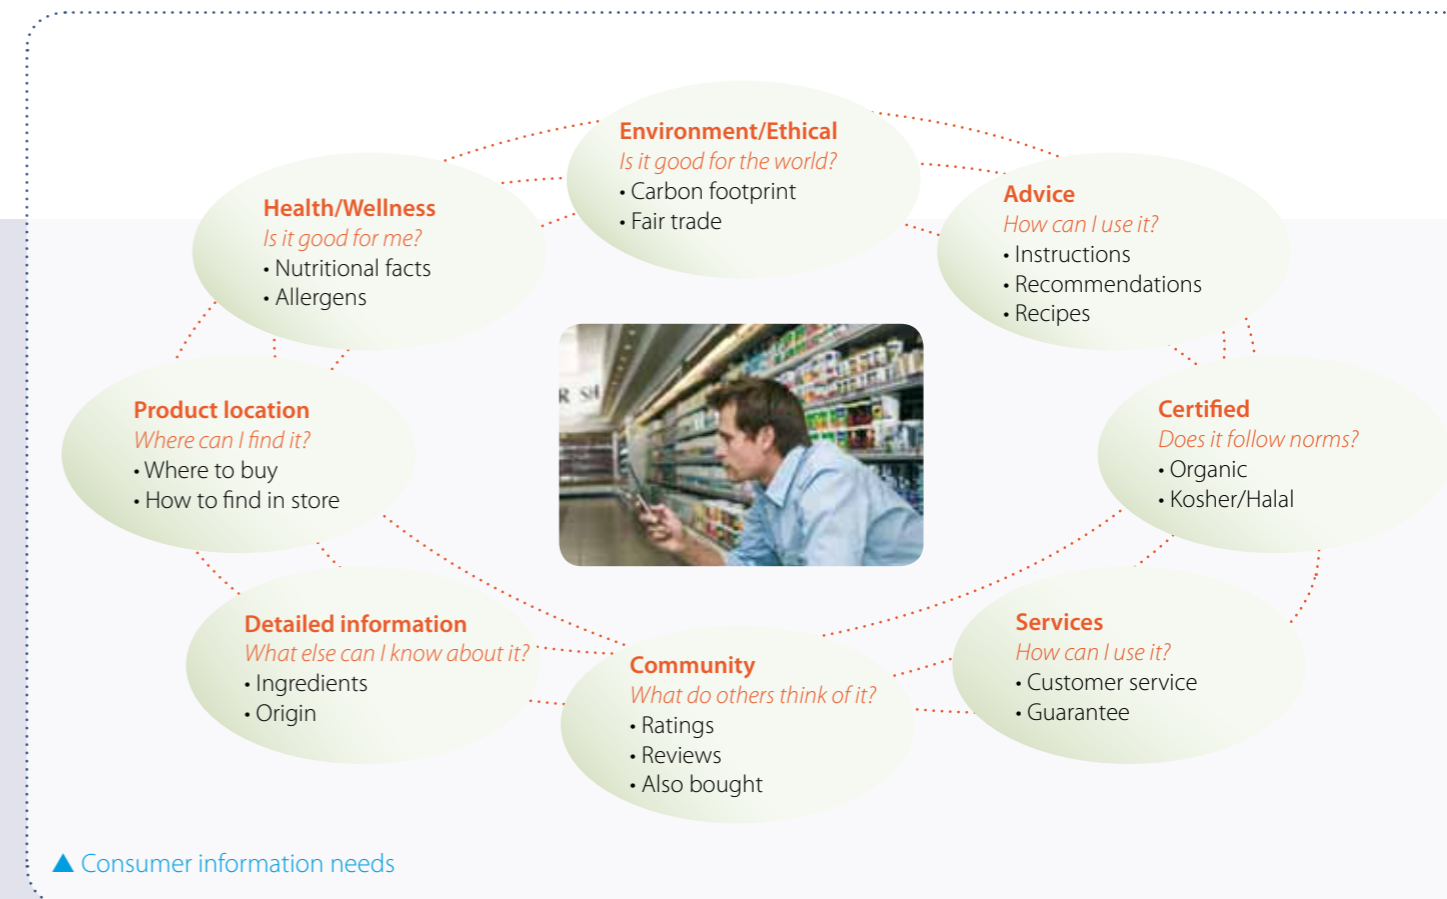 Environment/Ethical
Is it good for the world?
• Carbon footprint
• Fair trade
Advice
How can I use it?
• Instructions
• Recommendations
• Recipes
Health/Wellness
Is it good for me?
• Nutritional facts
• Allergens
Product location
Where can I find it?
• Where to buy
• How to find in store
Certified
Does it follow norms?
• Organic
• Kosher/Halal
Detailed information
What else can I know about it?
• Ingredients
• Origin
Community
What do others think of it?
• Ratings
• Reviews
• Also bought
Services
How can I use it?
• Customer service
• Guarantee
▲ Consumer information needs